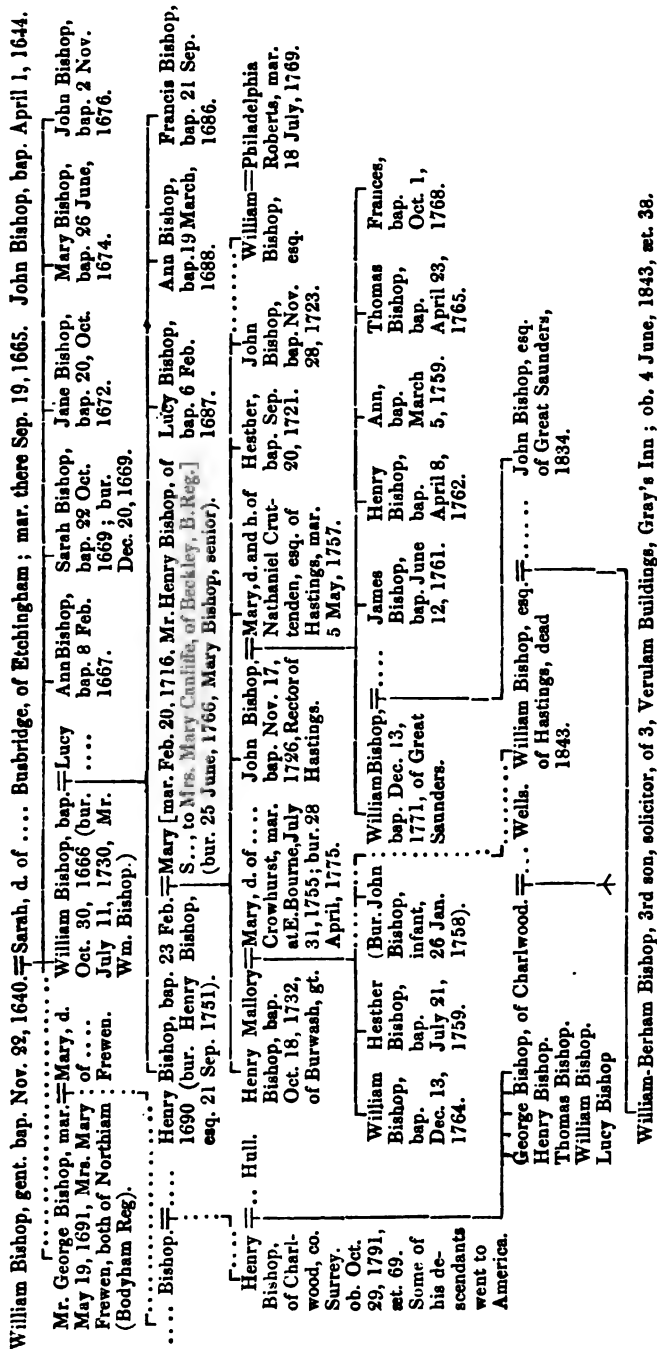 William Bishop, gent. bap. Nov. 22, 1640.=Sarah, d. of .... Busbridge, of Etchingham ; mar. there Sep. 19, 1665. John Bishop, bap. April 1, 1644.
Mr. George Bishop, mar.=Mary, d.
May 19, 1691, Mrs. Mary of ....
Frewen, both of Northiam Frewen.
(Bodyham Reg).
William Bishop, bap.=Lucy
Oct. 30, 1666 (bur. ....
July 11, 1730, Mr.
Wm. Bishop.)
Ann Bishop,
bap. 8 Feb.
1667.
Sarah Bishop,
bap. 22 Oct.
1669 ; bur.
Dec. 20, 1669.
Jane Bishop,
bap. 20, Oct.
1672.
Mary Bishop,
bap. 26 June,
1674.
John Bishop,
bap. 2 Nov.
1676.
.... Bishop.=....
Henry Bishop, bap. 23 Feb.=Mary [mar. Feb. 20, 1716, Mr. Henry Bishop, of
1690 (bur. Henry Bishop, S..., to Mrs. Mary Cunliffe, of Beckley, B. Reg.]
esq. 21 Sep. 1751). (bur. 25 June, 1766, Mary Bishop, senior).
Lucy Bishop,
bap. 6 Feb.
1687.
Ann Bishop,
bap. 19 March,
1688.
Francis Bishop,
bap. 21 Sep.
1686.
Henry =.. Hull.
Bishop,
of Charl-
wood, co.
Surrey.
ob. Oct.
29, 1791,
æt. 69.
Some of
his de-
scendants
went to
America.
Henry Mallory=Mary, d. of ....
Bishop, bap. Crowhurst, mar.
Oct. 18, 1732, at E. Bourne, July
of Burwash, gt. 31, 1755 ; bur. 28
April, 1775.
John Bishop,=Mary, d. and h. of
bap. Nov. 17, Nathaniel Crut-
1726, Rector of tenden, esq. of
Hastings. Hastings, mar.
5 May, 1757.
Hesther,
bap. Sep.
20, 1721.
John
Bishop,
bap. Nov.
28, 1723.
William=Philadelphia
Bishop, Roberts, mar.
esq. 18 July, 1769.
William
Bishop,
bap.
Dec. 13,
1764.
Hesther
Bishop,
bap.
July 21,
1759.
(Bur. John
Bishop,
infant,
26 Jan.
1758).
William Bishop,=....
bap. Dec. 13,
1771, of Great
Saunders.
James
Bishop,
bap. June
12, 1761.
Henry
Bishop,
bap.
April 8,
1762.
Ann,
bap.
March
5, 1759.
Thomas
Bishop,
bap.
April 23,
1765.
Frances,
bap.
Oct. 1,
1768.
George Bishop, of Charlwood.=... Wells.
Henry Bishop.
Thomas Bishop.
William Bishop.
Lucy Bishop
William Bishop, esq.=......
of Hastings, dead
1843.
John Bishop, esq.
of Great Saunders,
1834.
William-Berham Bishop, 3rd son, solicitor, of 3, Verulam Buildings, Gray's Inn ; ob. 4 June, 1843, æt. 38.